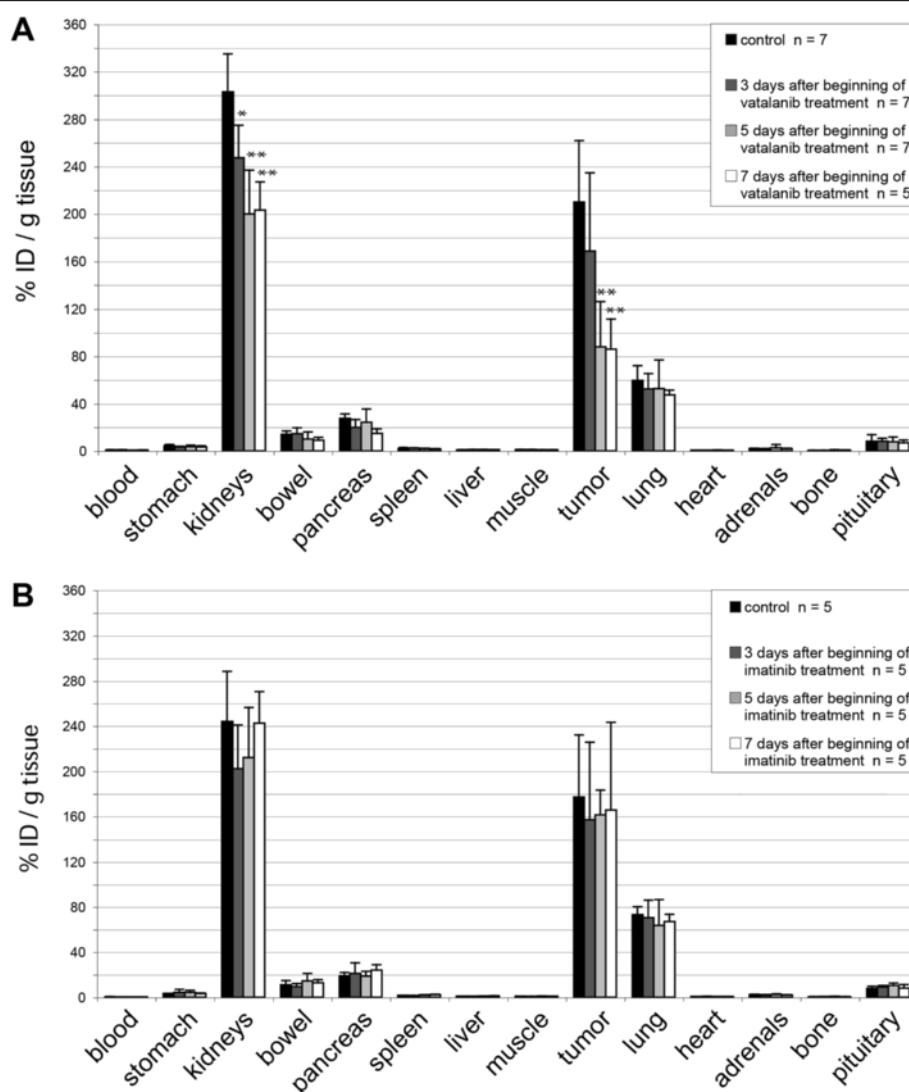 A
360
320
280
240
200
160
120
80
40
0
% ID / g tissue
control n = 7
3 days after beginning of
vatalanib treatment n = 7
5 days after beginning of
vatalanib treatment n = 7
7 days after beginning of
vatalanib treatment n = 5
*
**
**
**
**
blood
stomach
kidneys
bowel
pancreas
spleen
liver
muscle
tumor
lung
heart
adrenals
bone
pituitary
B
360
320
280
240
200
160
120
80
40
0
% ID / g tissue
control n = 5
3 days after beginning of
imatinib treatment n = 5
5 days after beginning of
imatinib treatment n = 5
7 days after beginning of
imatinib treatment n = 5
blood
stomach
kidneys
bowel
pancreas
spleen
liver
muscle
tumor
lung
heart
adrenals
bone
pituitary